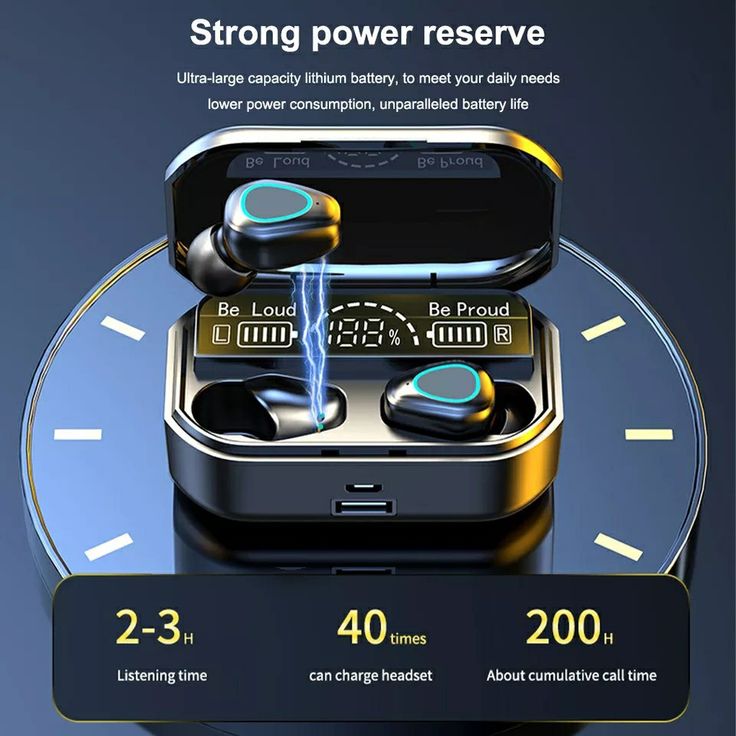 Strong power reserve
Ultra-large capacity lithium battery, to meet your daily needs
lower power consumption, unparalleled battery life
Be Loud Be Proud
Be Loud Be Proud
L 188 % R
2-3H 40times 200H
Listening time can charge headset About cumulative call time